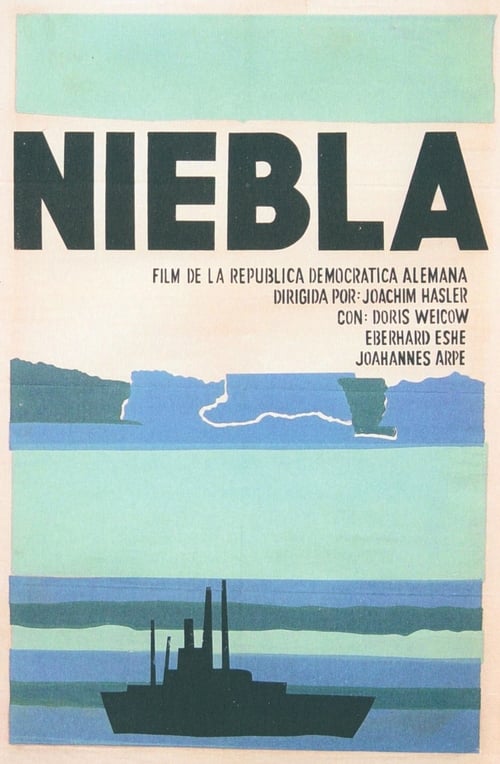 NIEBLA
FILM DE LA REPUBLICA DEMOCRATICA ALEMANA
DIRIGIDA POR: JOACHIM HASLER
CON: DORIS WEICOW
EBERHARD ESHE
JOAHANNES ARPE